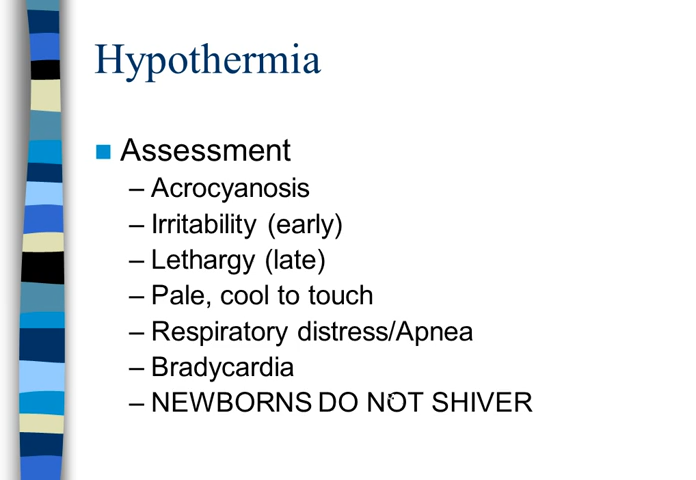 Hypothermia
Assessment
– Acrocyanosis
– Irritability (early)
– Lethargy (late)
– Pale, cool to touch
– Respiratory distress/Apnea
– Bradycardia
– NEWBORNS DO NOT SHIVER